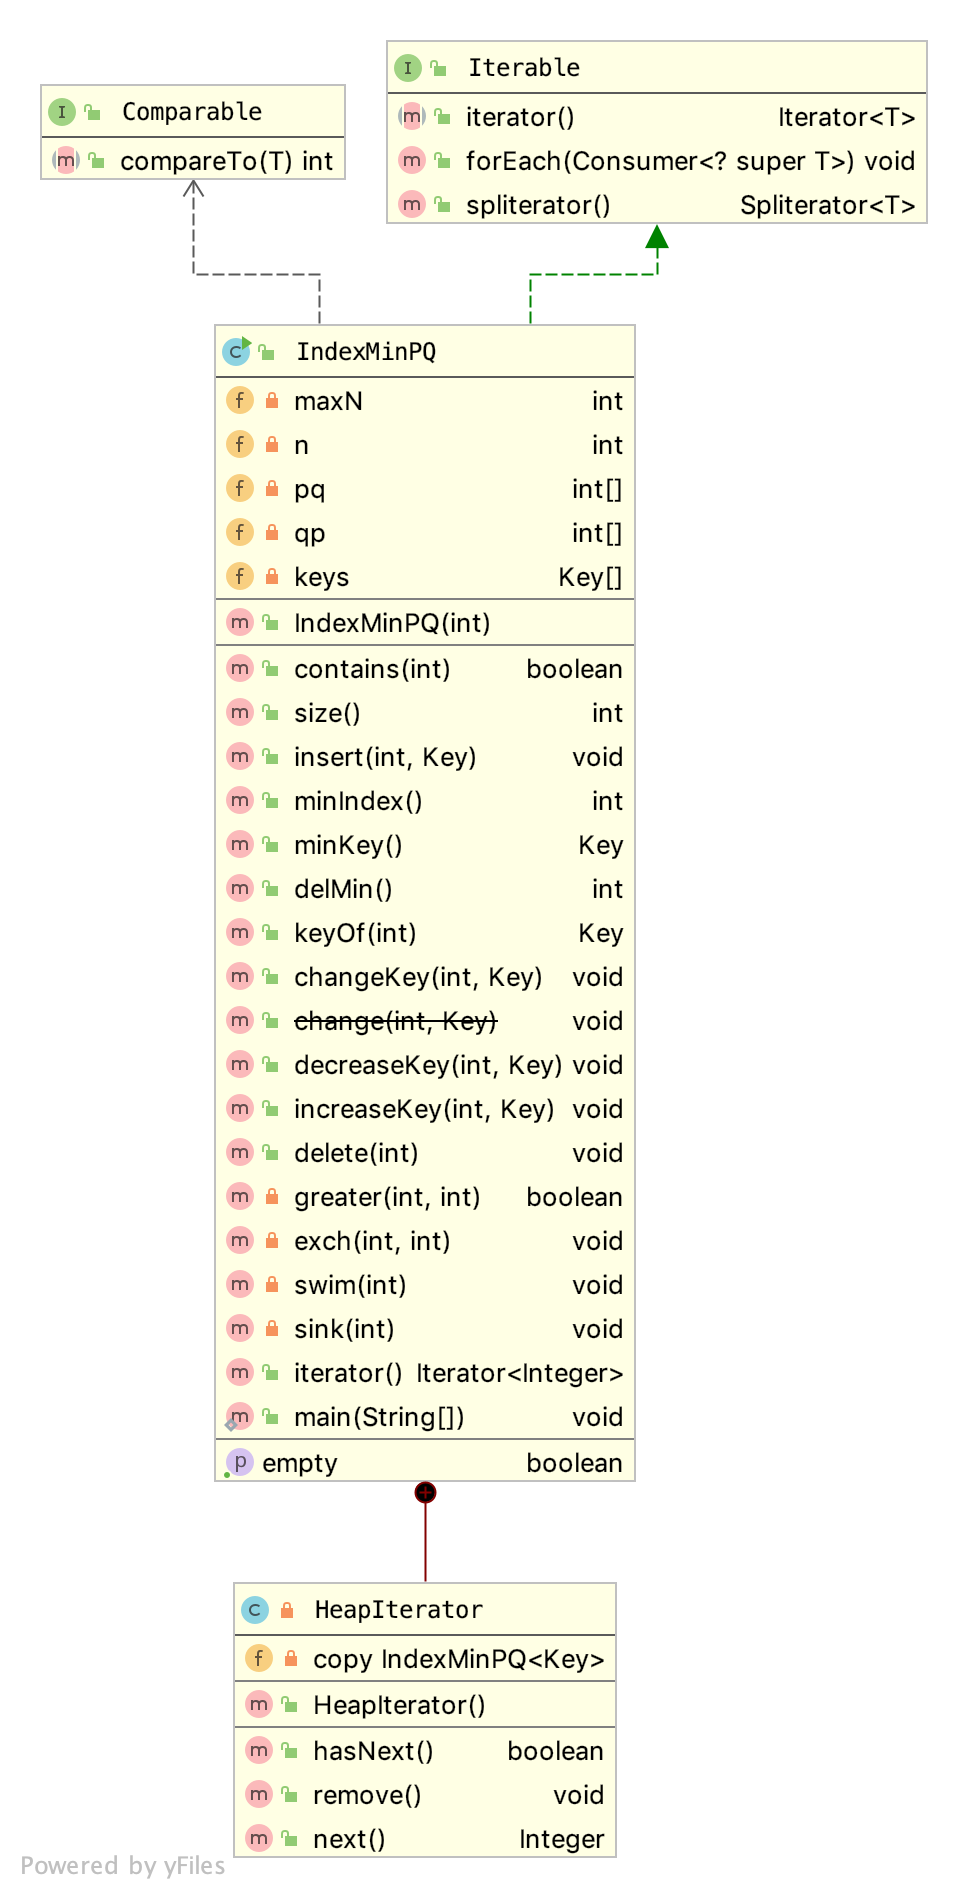 Comparable
compareTo(T) int
Iterable
iterator() Iterator<T>
forEach(Consumer<? super T>) void
spliterator() Spliterator<T>
IndexMinPQ
maxN int
n int
pq int[]
qp int[]
keys Key[]
IndexMinPQ(int)
contains(int) boolean
size() int
insert(int, Key) void
minIndex() int
minKey() Key
delMin() int
keyOf(int) Key
changeKey(int, Key) void
change(int, Key) void
decreaseKey(int, Key) void
increaseKey(int, Key) void
delete(int) void
greater(int, int) boolean
exch(int, int) void
swim(int) void
sink(int) void
iterator() Iterator<Integer>
main(String[]) void
empty boolean
HeapIterator
copy IndexMinPQ<Key>
HeapIterator()
hasNext() boolean
remove() void
next() Integer
Powered by yFiles